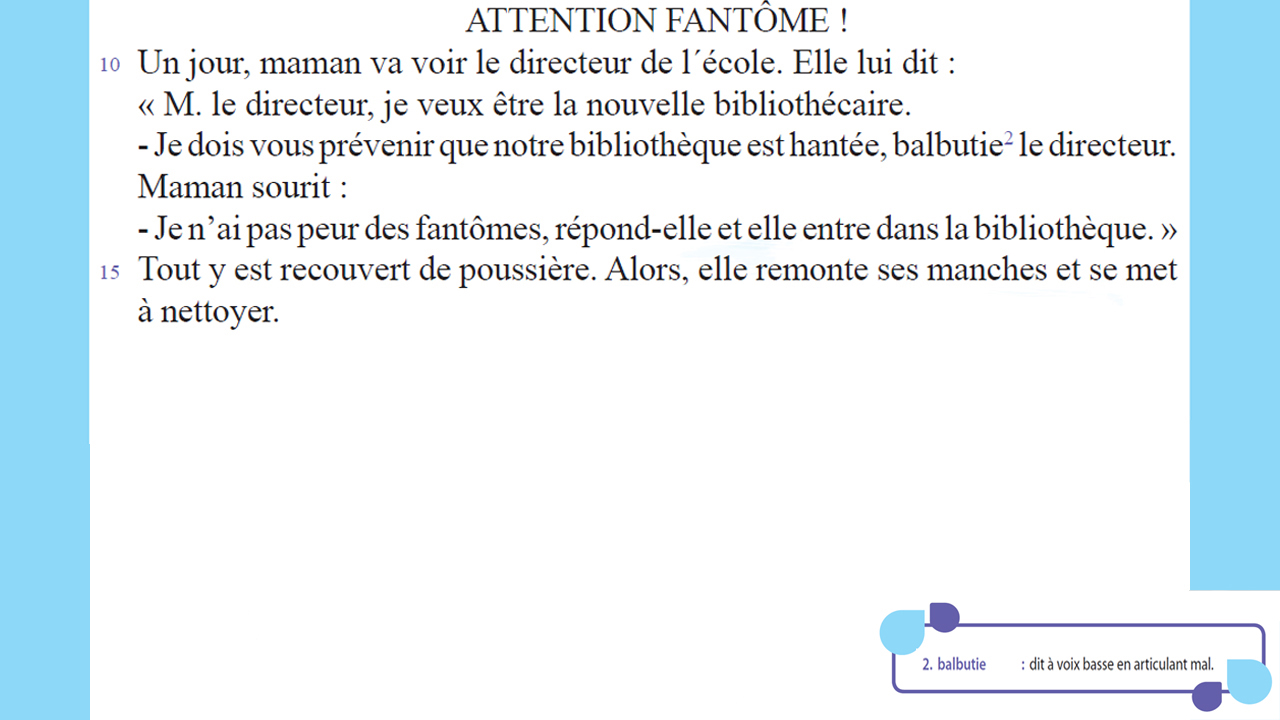 ATTENTION FANTÔME !
10 Un jour, maman va voir le directeur de l´école. Elle lui dit :
« M. le directeur, je veux être la nouvelle bibliothécaire.
- Je dois vous prévenir que notre bibliothèque est hantée, balbutie² le directeur.
Maman sourit :
- Je n’ai pas peur des fantômes, répond-elle et elle entre dans la bibliothèque. »
15 Tout y est recouvert de poussière. Alors, elle remonte ses manches et se met
à nettoyer.
2. balbutie : dit à voix basse en articulant mal.